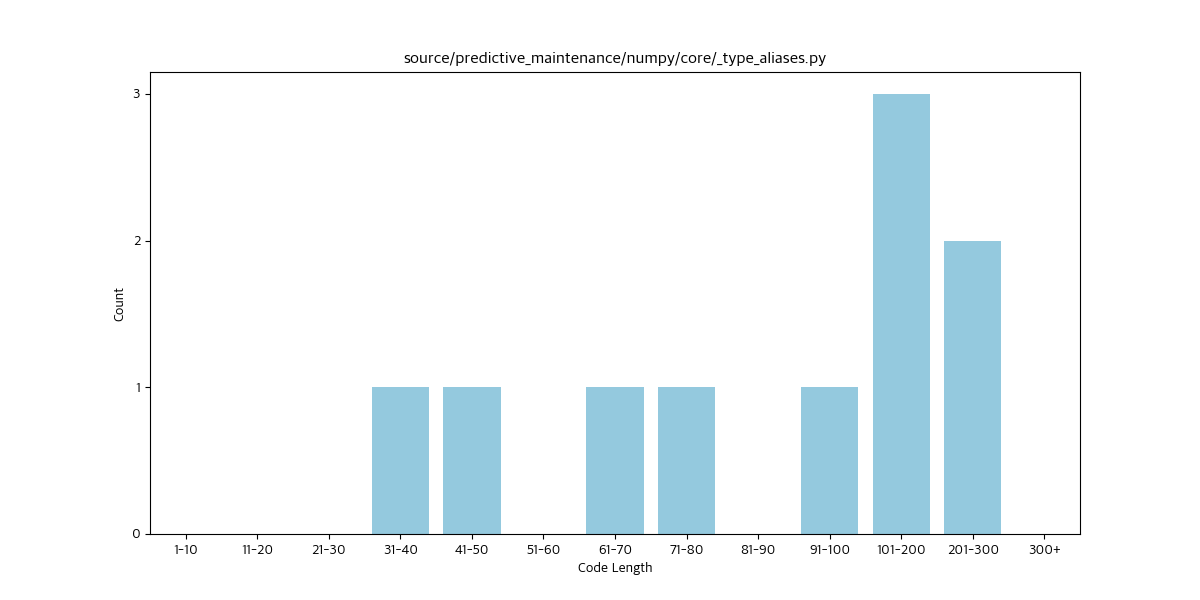 source/predictive_maintenance/numpy/core/_type_aliases.py
3
2
1
0
Count
1-10 11-20 21-30 31-40 41-50 51-60 61-70 71-80 81-90 91-100 101-200 201-300 300+
Code Length